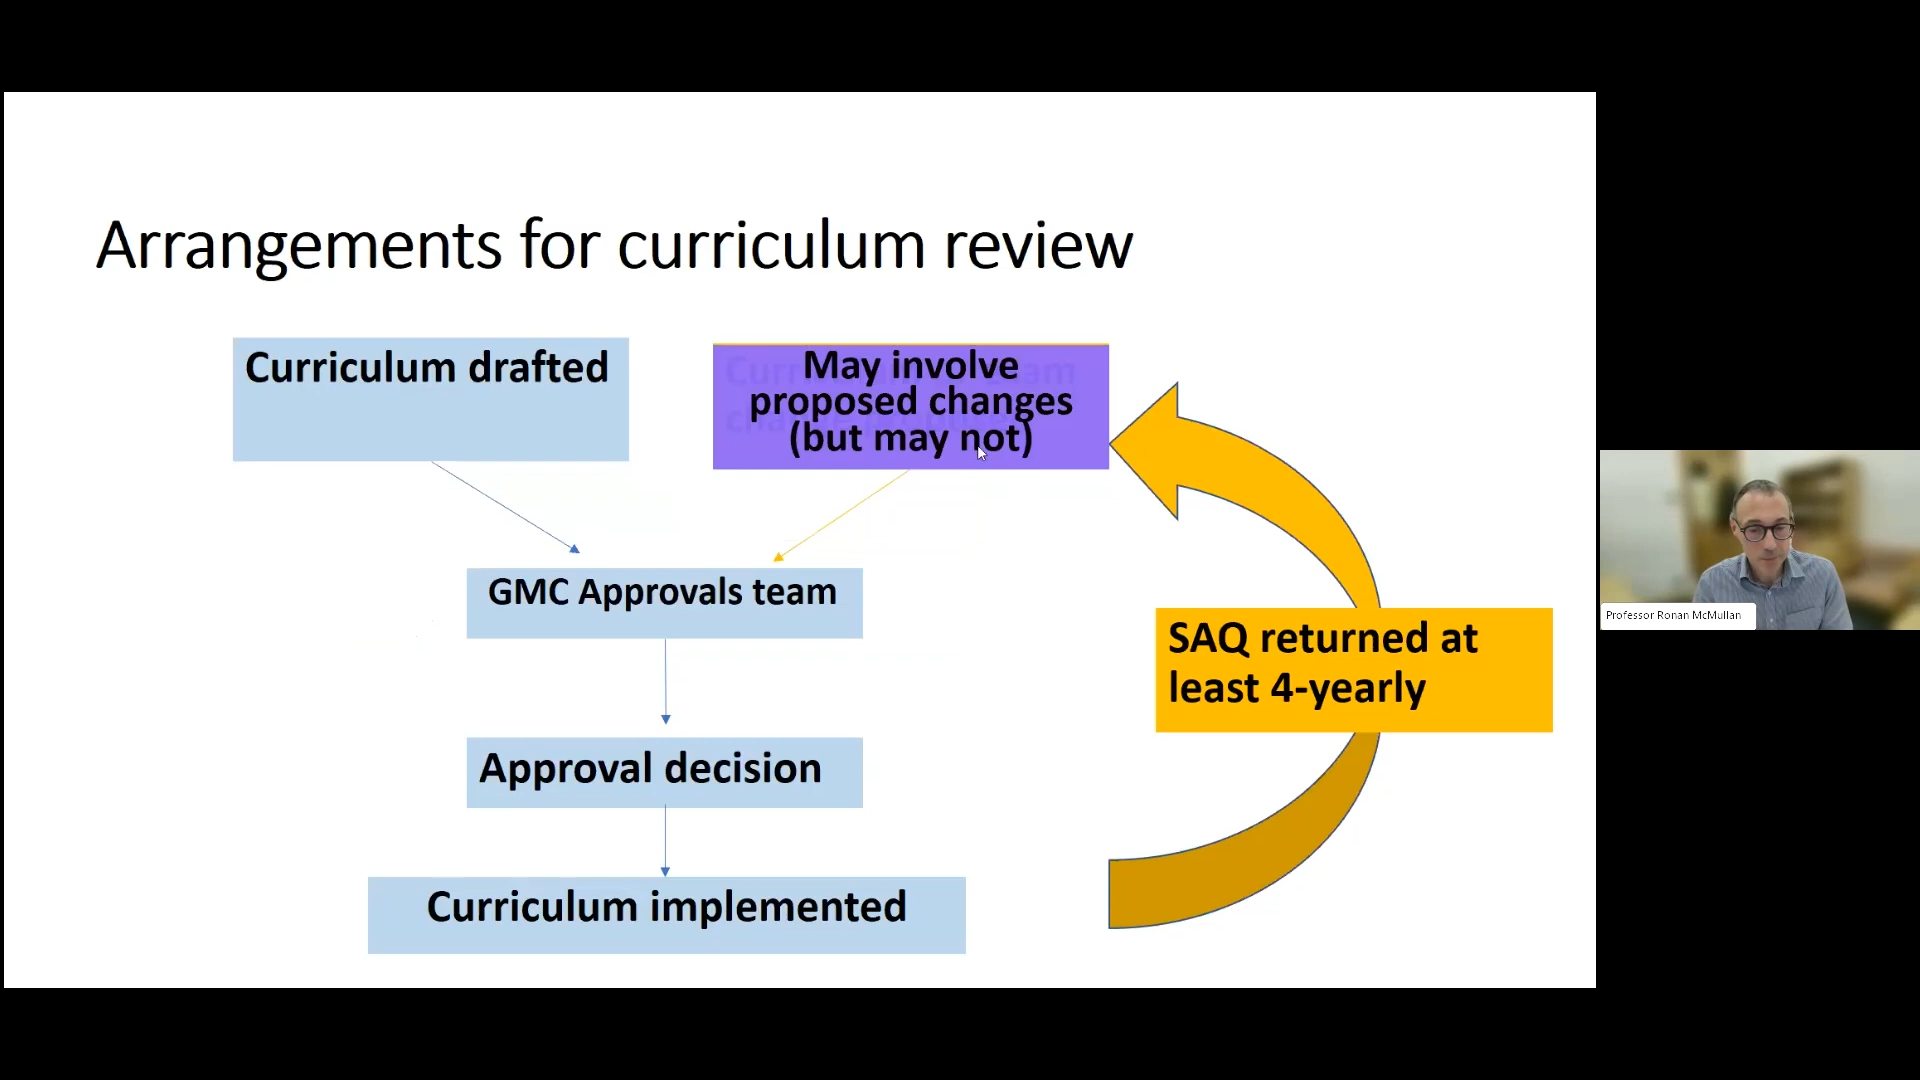 Arrangements for curriculum review
Curriculum drafted
May involve
proposed changes
(but may not)
GMC Approvals team
SAQ returned at
least 4-yearly
Approval decision
Curriculum implemented
Professor Ronan McMullan